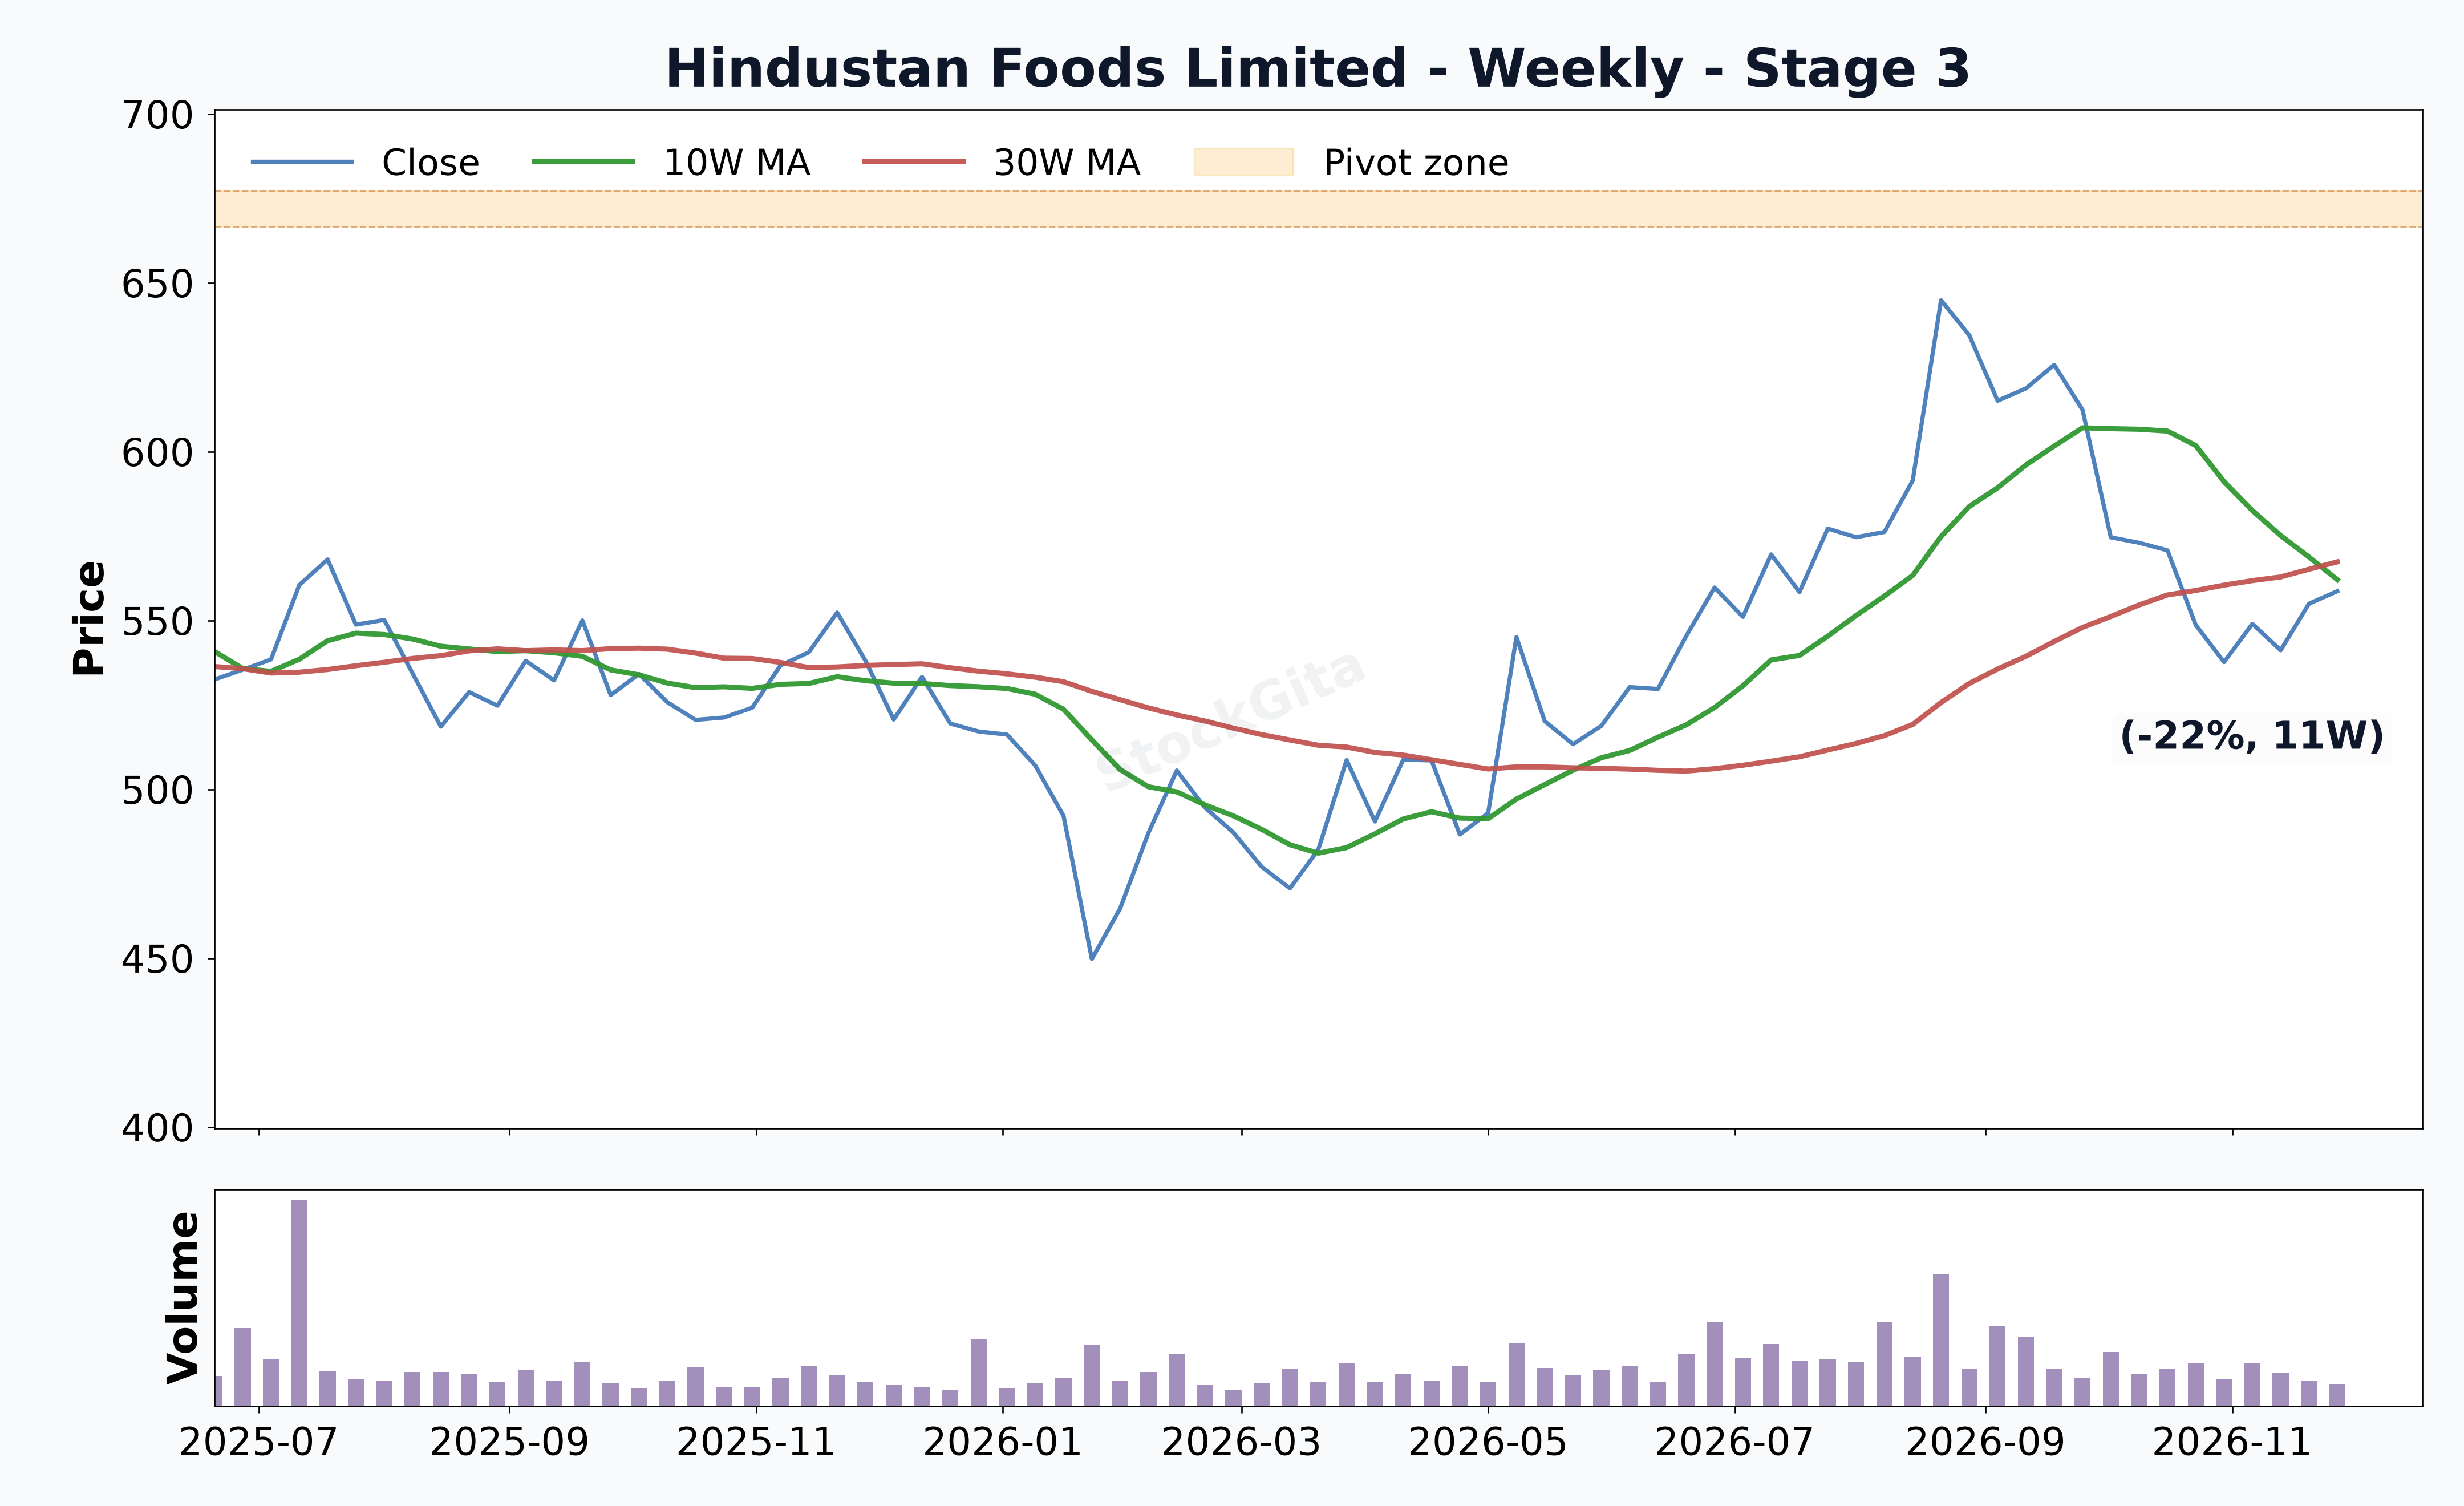 Hindustan Foods Limited - Weekly - Stage 3
Close
10W MA
30W MA
Pivot zone
Price
700
650
600
550
500
450
400
StockGita
(-22%, 11W)
Volume
2025-07
2025-09
2025-11
2026-01
2026-03
2026-05
2026-07
2026-09
2026-11